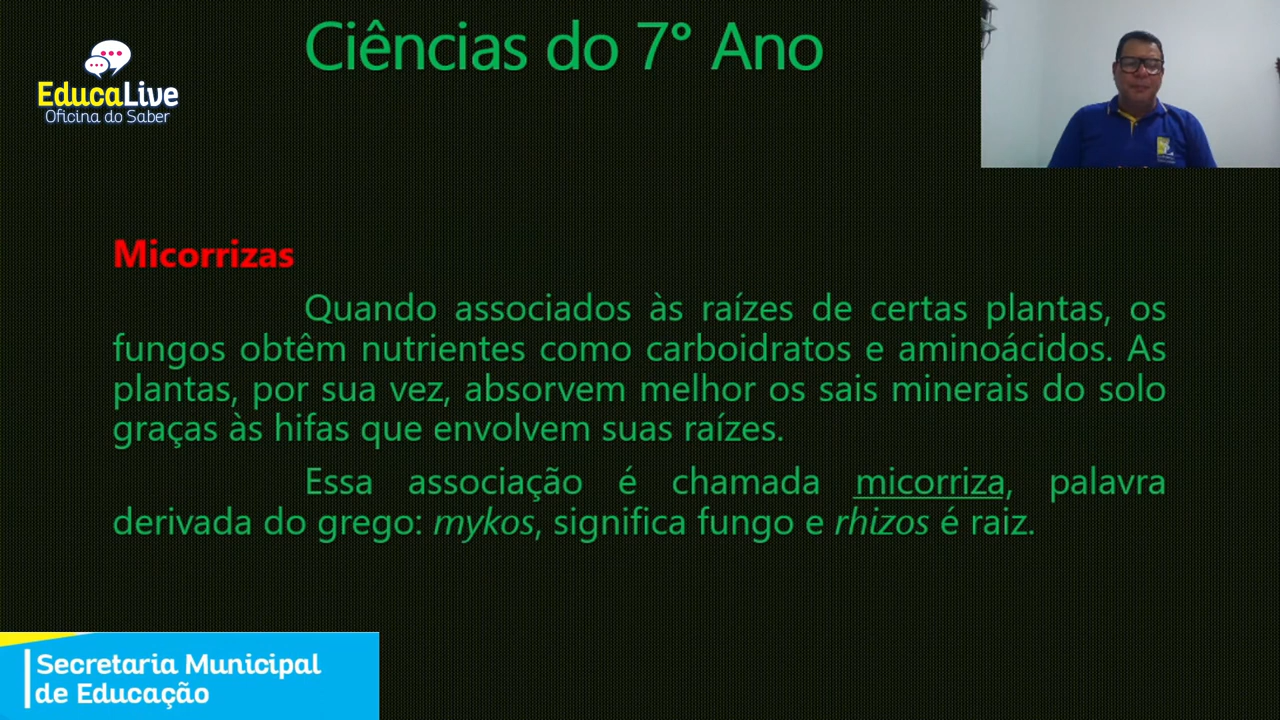 Ciências do 7° Ano
EducaLive
Oficina do Saber
Micorrizas
Quando associados às raízes de certas plantas, os
fungos obtêm nutrientes como carboidratos e aminoácidos. As
plantas, por sua vez, absorvem melhor os sais minerais do solo
graças às hifas que envolvem suas raízes.
Essa associação é chamada micorriza, palavra
derivada do grego: mykos, significa fungo e rhizos é raiz.
Secretaria Municipal
de Educação